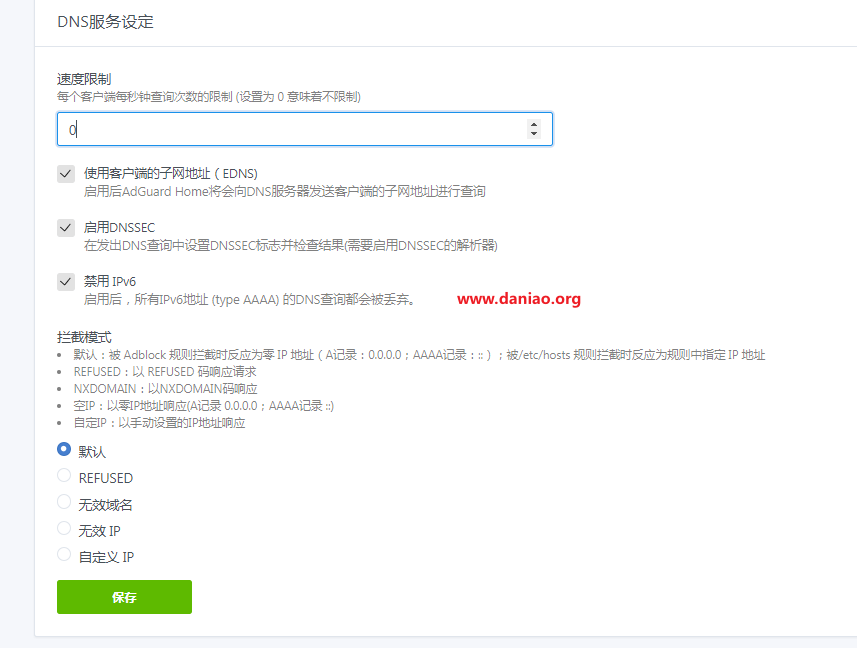 DNS服务设定
速度限制
每个客户端每秒钟查询次数的限制 (设置为 0 意味着不限制)
0
使用客户端的子网地址（EDNS)
启用后AdGuard Home将会向DNS服务器发送客户端的子网地址进行查询
启用DNSSEC
在发出DNS查询中设置DNSSEC标志并检查结果(需要启用DNSSEC的解析器)
禁用 IPv6
启用后，所有IPv6地址 (type AAAA) 的DNS查询都会被丢弃。
www.daniao.org
拦截模式
默认：被 Adblock 规则拦截时反应为零 IP 地址（A记录：0.0.0.0；AAAA记录：::）；被/etc/hosts 规则拦截时反应为规则中指定 IP 地址
REFUSED：以 REFUSED 码响应请求
NXDOMAIN：以NXDOMAIN码响应
空IP：以零IP地址响应(A记录 0.0.0.0；AAAA记录 ::)
自定IP：以手动设置的IP地址响应
默认
REFUSED
无效域名
无效 IP
自定义 IP
保存